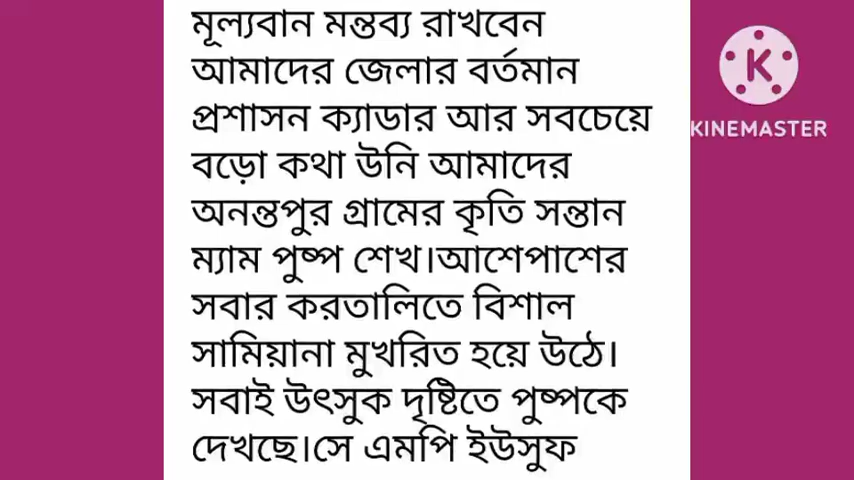 মূল্যবান মন্তব্য রাখবেন
আমাদের জেলার বর্তমান
প্রশাসন ক্যাডার আর সবচেয়ে
বড়ো কথা উনি আমাদের
অনন্তপুর গ্রামের কৃতি সন্তান
ম্যাম পুষ্প শেখ।আশেপাশের
সবার করতালিতে বিশাল
সামিয়ানা মুখরিত হয়ে উঠে।
সবাই উৎসুক দৃষ্টিতে পুষ্পকে
দেখছে।সে এমপি ইউসুফ
K
KINEMASTER